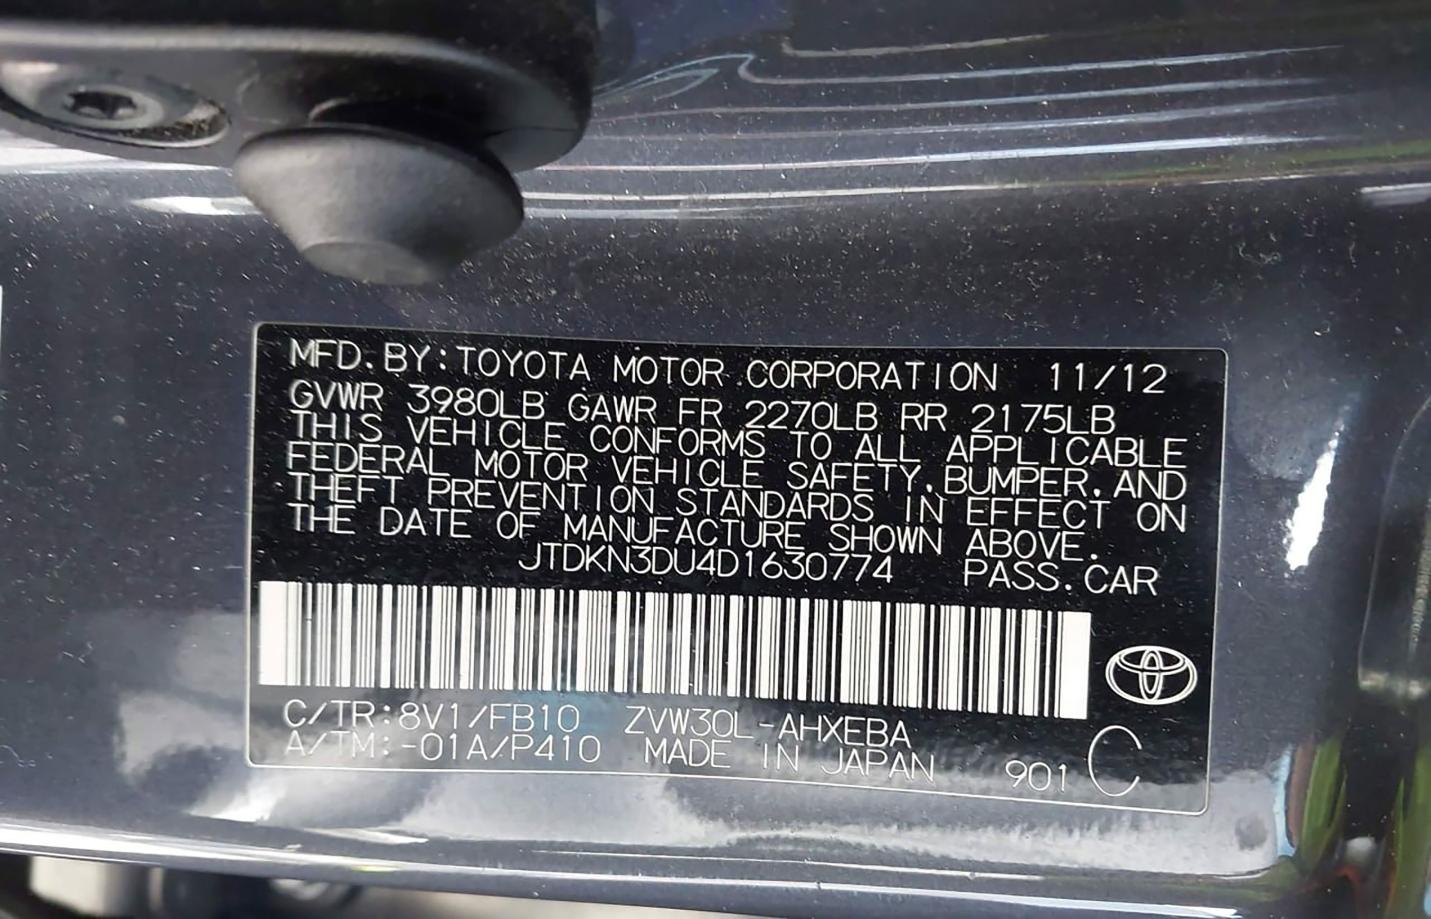 MFD.BY:TOYOTA MOTOR CORPORATION 11/12
GVWR 3980LB GAWR FR 2270LB RR 2175LB
THIS VEHICLE CONFORMS TO ALL APPLICABLE
FEDERAL MOTOR VEHICLE SAFETY,BUMPER,AND
THEFT PREVENTION STANDARDS IN EFFECT ON
THE DATE OF MANUFACTURE SHOWN ABOVE.
JTDKN3DU4D1630774 PASS.CAR
C/TR:8V1/FB10 ZVW30L-AHXEBA
A/TM:-01A/P410 MADE IN JAPAN 901 C